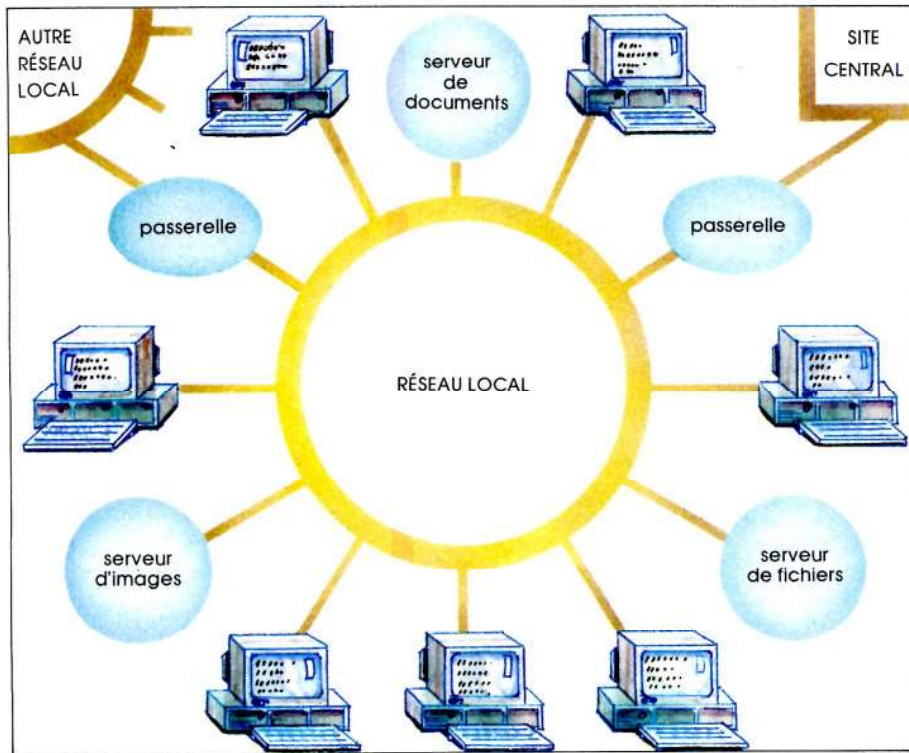 AUTRE
RÉSEAU
LOCAL
serveur
de
documents
SITE
CENTRAL
passerelle
passerelle
RÉSEAU LOCAL
serveur
d'images
serveur
de fichiers